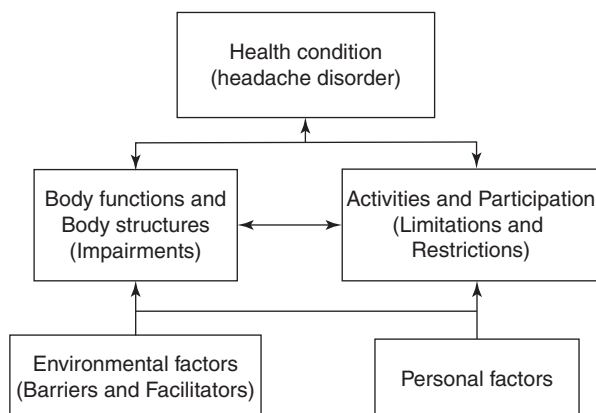 Health condition
(headache disorder)
Body functions and
Body structures
(Impairments)
Activities and Participation
(Limitations and
Restrictions)
Environmental factors
(Barriers and Facilitators)
Personal factors